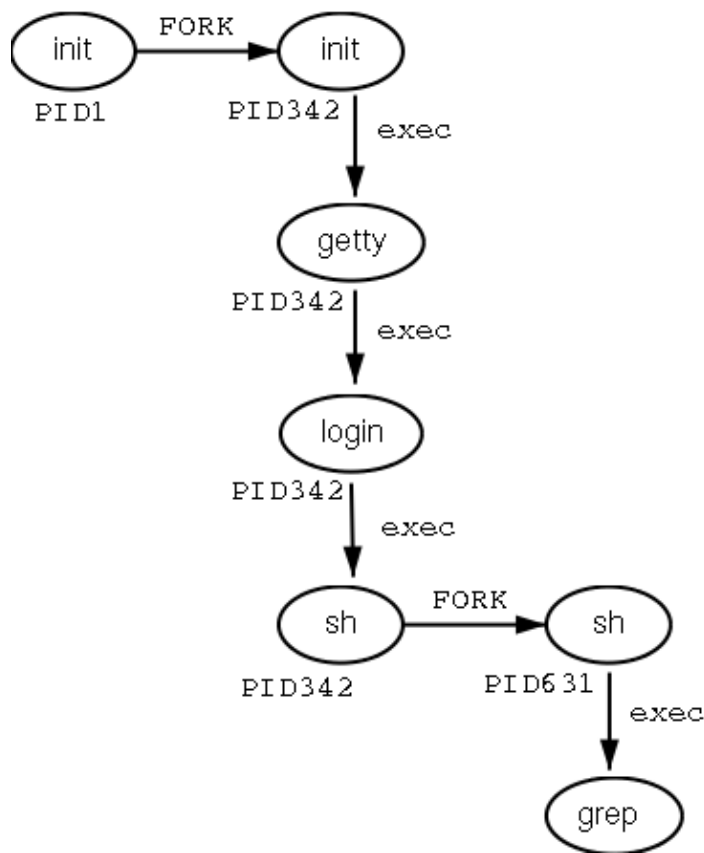 FORK
init
init
PID1
PID342
exec
getty
PID342
exec
login
PID342
exec
FORK
sh
sh
PID342
PID631
exec
grep